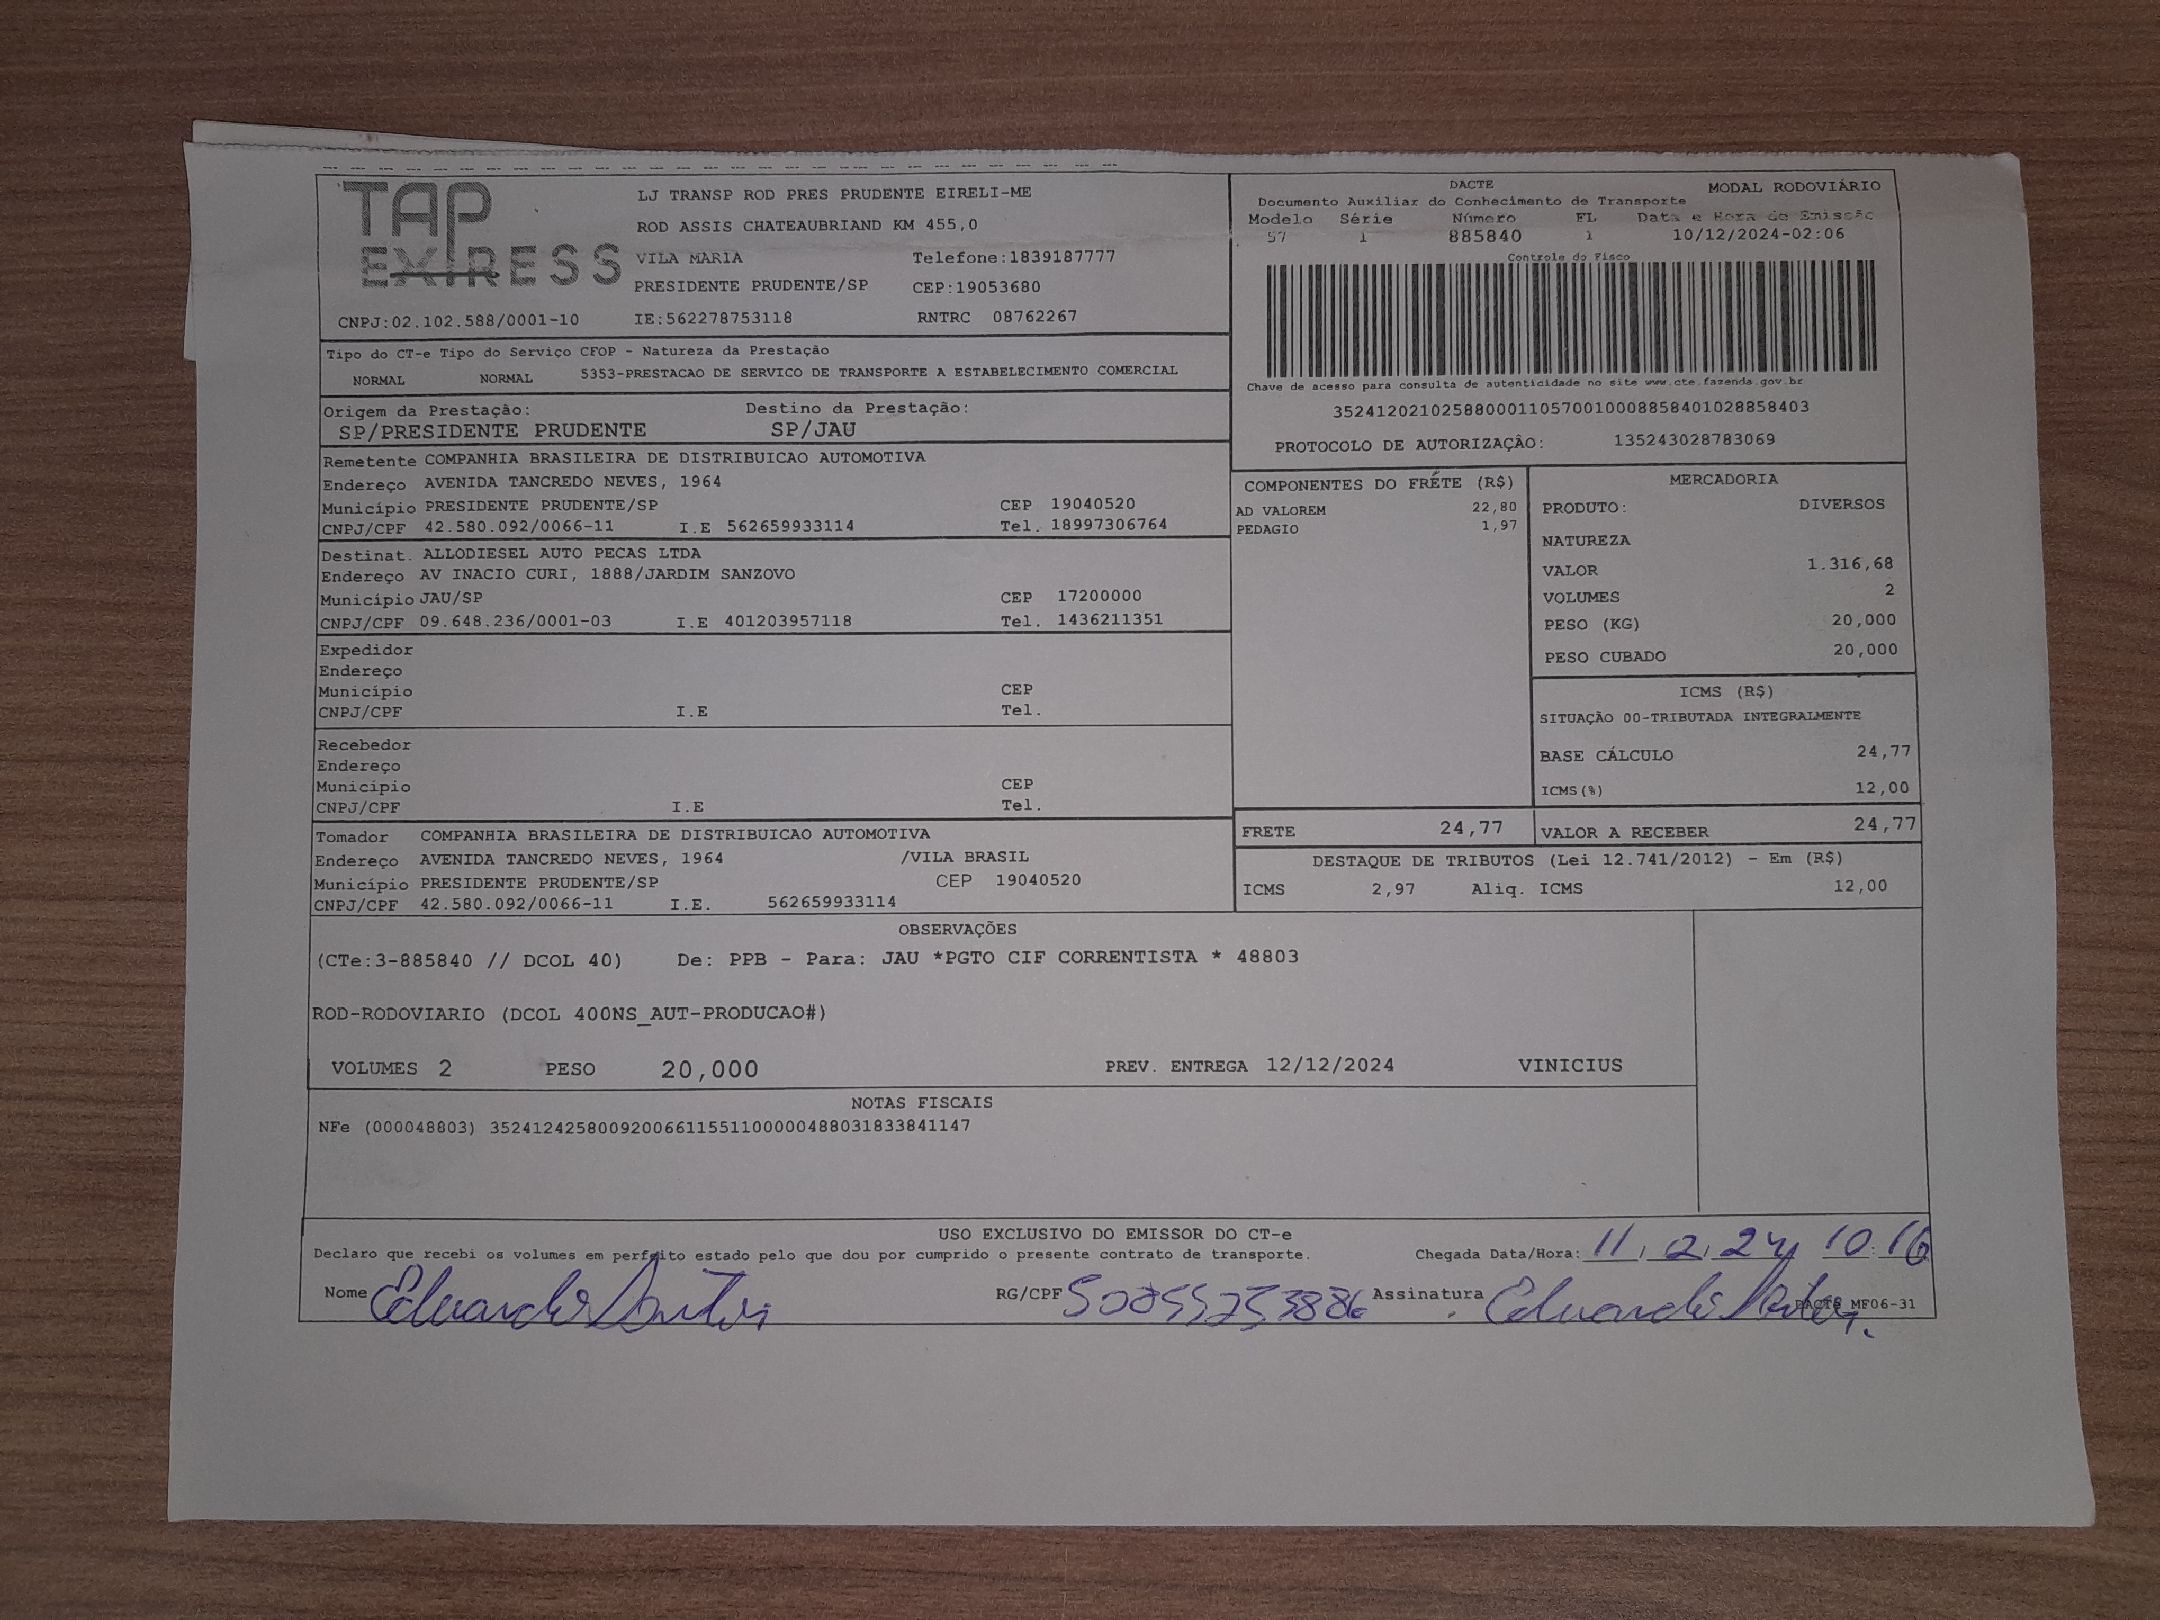 TAP
EXPRESS
LJ TRANSP ROD PRES PRUDENTE EIRELI-ME
ROD ASSIS CHATEAUBRIAND KM 455,0
VILA MARIA Telefone:1839187777
PRESIDENTE PRUDENTE/SP CEP:19053680
CNPJ:02.102.588/0001-10 IE:562278753118 RNTRC 08762267
DACTE MODAL RODOVIÁRIO
Documento Auxiliar do Conhecimento de Transporte
Modelo Série Número FL Data e Hora de Emissão
57 1 885840 1 10/12/2024-02:06
Controle do Fisco
Chave de acesso para consulta de autenticidade no site www.cte.fazenda.gov.br
35241202102588000110570010008858401028858403
PROTOCOLO DE AUTORIZAÇÃO: 135243028783069
Tipo do CT-e Tipo do Serviço CFOP - Natureza da Prestação
NORMAL NORMAL 5353-PRESTACAO DE SERVICO DE TRANSPORTE A ESTABELECIMENTO COMERCIAL
Origem da Prestação: Destino da Prestação:
SP/PRESIDENTE PRUDENTE SP/JAU
Remetente COMPANHIA BRASILEIRA DE DISTRIBUICAO AUTOMOTIVA
Endereço AVENIDA TANCREDO NEVES, 1964
Município PRESIDENTE PRUDENTE/SP CEP 19040520
CNPJ/CPF 42.580.092/0066-11 I.E 562659933114 Tel. 18997306764
Destinat. ALLODIESEL AUTO PECAS LTDA
Endereço AV INACIO CURI, 1888/JARDIM SANZOVO
Município JAU/SP CEP 17200000
CNPJ/CPF 09.648.236/0001-03 I.E 401203957118 Tel. 1436211351
Expedidor
Endereço
Município CEP
CNPJ/CPF I.E Tel.
Recebedor
Endereço
Município CEP
CNPJ/CPF I.E Tel.
Tomador COMPANHIA BRASILEIRA DE DISTRIBUICAO AUTOMOTIVA
Endereço AVENIDA TANCREDO NEVES, 1964 /VILA BRASIL
Município PRESIDENTE PRUDENTE/SP CEP 19040520
CNPJ/CPF 42.580.092/0066-11 I.E. 562659933114
COMPONENTES DO FRÉTE (R$)
AD VALOREM 22,80
PEDAGIO 1,97
MERCADORIA
PRODUTO: DIVERSOS
NATUREZA
VALOR 1.316,68
VOLUMES 2
PESO (KG) 20,000
PESO CUBADO 20,000
ICMS (R$)
SITUAÇÃO 00-TRIBUTADA INTEGRALMENTE
BASE CÁLCULO 24,77
ICMS(%) 12,00
FRETE 24,77 VALOR A RECEBER 24,77
DESTAQUE DE TRIBUTOS (Lei 12.741/2012) - Em (R$)
ICMS 2,97 Aliq. ICMS 12,00
OBSERVAÇÕES
(CTe:3-885840 // DCOL 40) De: PPB - Para: JAU *PGTO CIF CORRENTISTA * 48803
ROD-RODOVIARIO (DCOL 400NS_AUT-PRODUCAO#)
VOLUMES 2 PESO 20,000 PREV. ENTREGA 12/12/2024 VINICIUS
NOTAS FISCAIS
NFe (000048803) 35241242580092006611551100000488031833841147
USO EXCLUSIVO DO EMISSOR DO CT-e
Declaro que recebi os volumes em perfeito estado pelo que dou por cumprido o presente contrato de transporte. Chegada Data/Hora: 11, 12, 24 10:16
Nome Eduardo Santos RG/CPF 50855253886 Assinatura Eduardo Santos
DACTE MF06-31